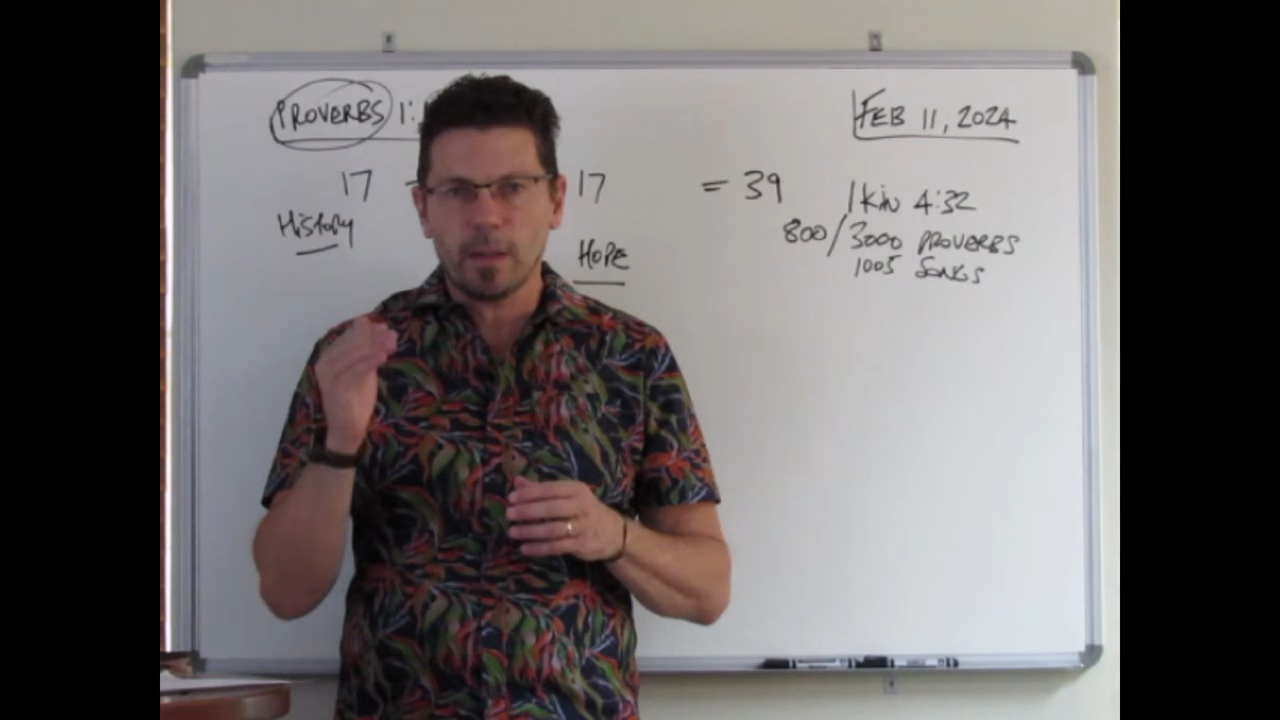 PROVERBS 1:
FEB 11, 2024
17 17 = 39
History
HOPE
1 Kin 4:32
800/3000 PROVERBS
1005 SONGS